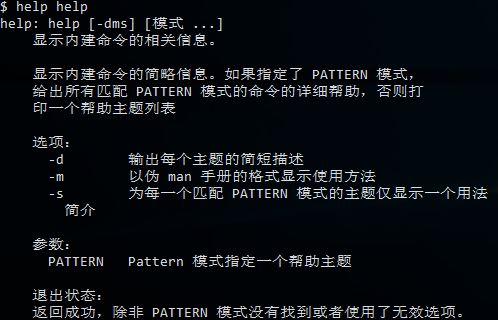 $ help help
help: help [-dms] [模式 ...]
显示内建命令的相关信息。
显示内建命令的简略信息。如果指定了 PATTERN 模式，
给出所有匹配 PATTERN 模式的命令的详细帮助，否则打
印一个帮助主题列表
选项：
-d 输出每个主题的简短描述
-m 以伪 man 手册的格式显示使用方法
-s 为每一个匹配 PATTERN 模式的主题仅显示一个用法
简介
参数：
PATTERN Pattern 模式指定一个帮助主题
退出状态：
返回成功，除非 PATTERN 模式没有找到或者使用了无效选项。